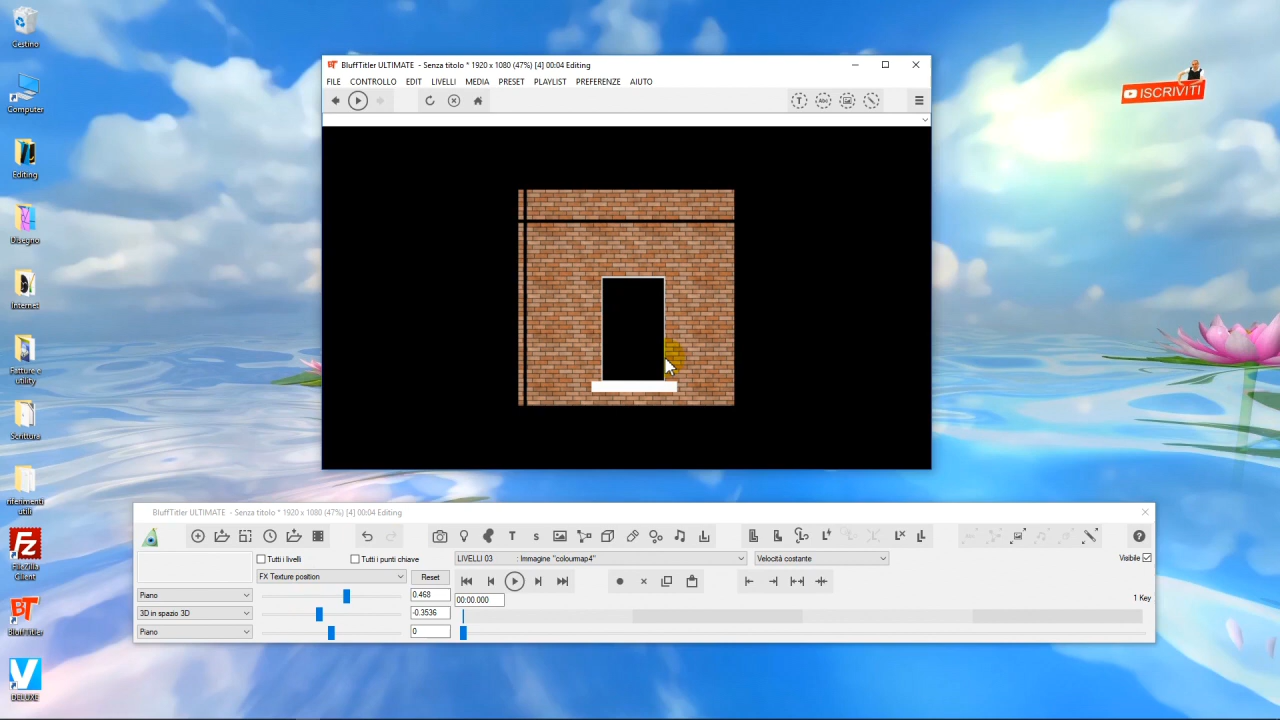 Cestino
Computer
Editing
Disegno
Internet
Fatture e
utility
Scrittura
riferimenti
utili
FileZilla
Client
BluffTitler
DELUXE
ISCRIVITI
BluffTitler ULTIMATE - Senza titolo * 1920 x 1080 (47%) [4] 00:04 Editing
FILE CONTROLLO EDIT LIVELLI MEDIA PRESET PLAYLIST PREFERENZE AIUTO
BluffTitler ULTIMATE - Senza titolo * 1920 x 1080 (47%) [4] 00:04 Editing
Tutti i livelli Tutti i punti chiave LIVELLI 03 : Immagine "colourmap4" Velocità costante Visibile
FX Texture position Reset
Piano 0.468 00:00.000 1 Key
3D in spazio 3D -0.3536
Piano 0